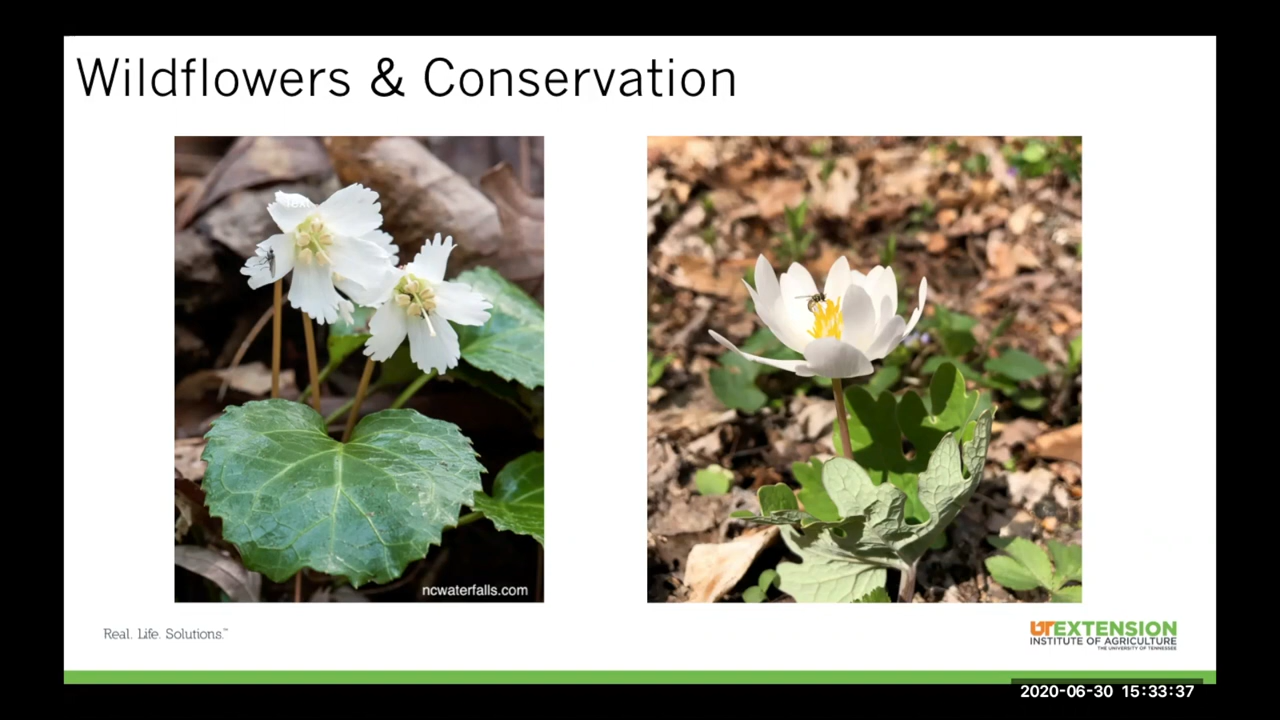 Wildflowers & Conservation
Text
ncwaterfalls.com
Real. Life. Solutions.™
UTEXTENSION
INSTITUTE OF AGRICULTURE
THE UNIVERSITY OF TENNESSEE
2020-06-30 15:33:37